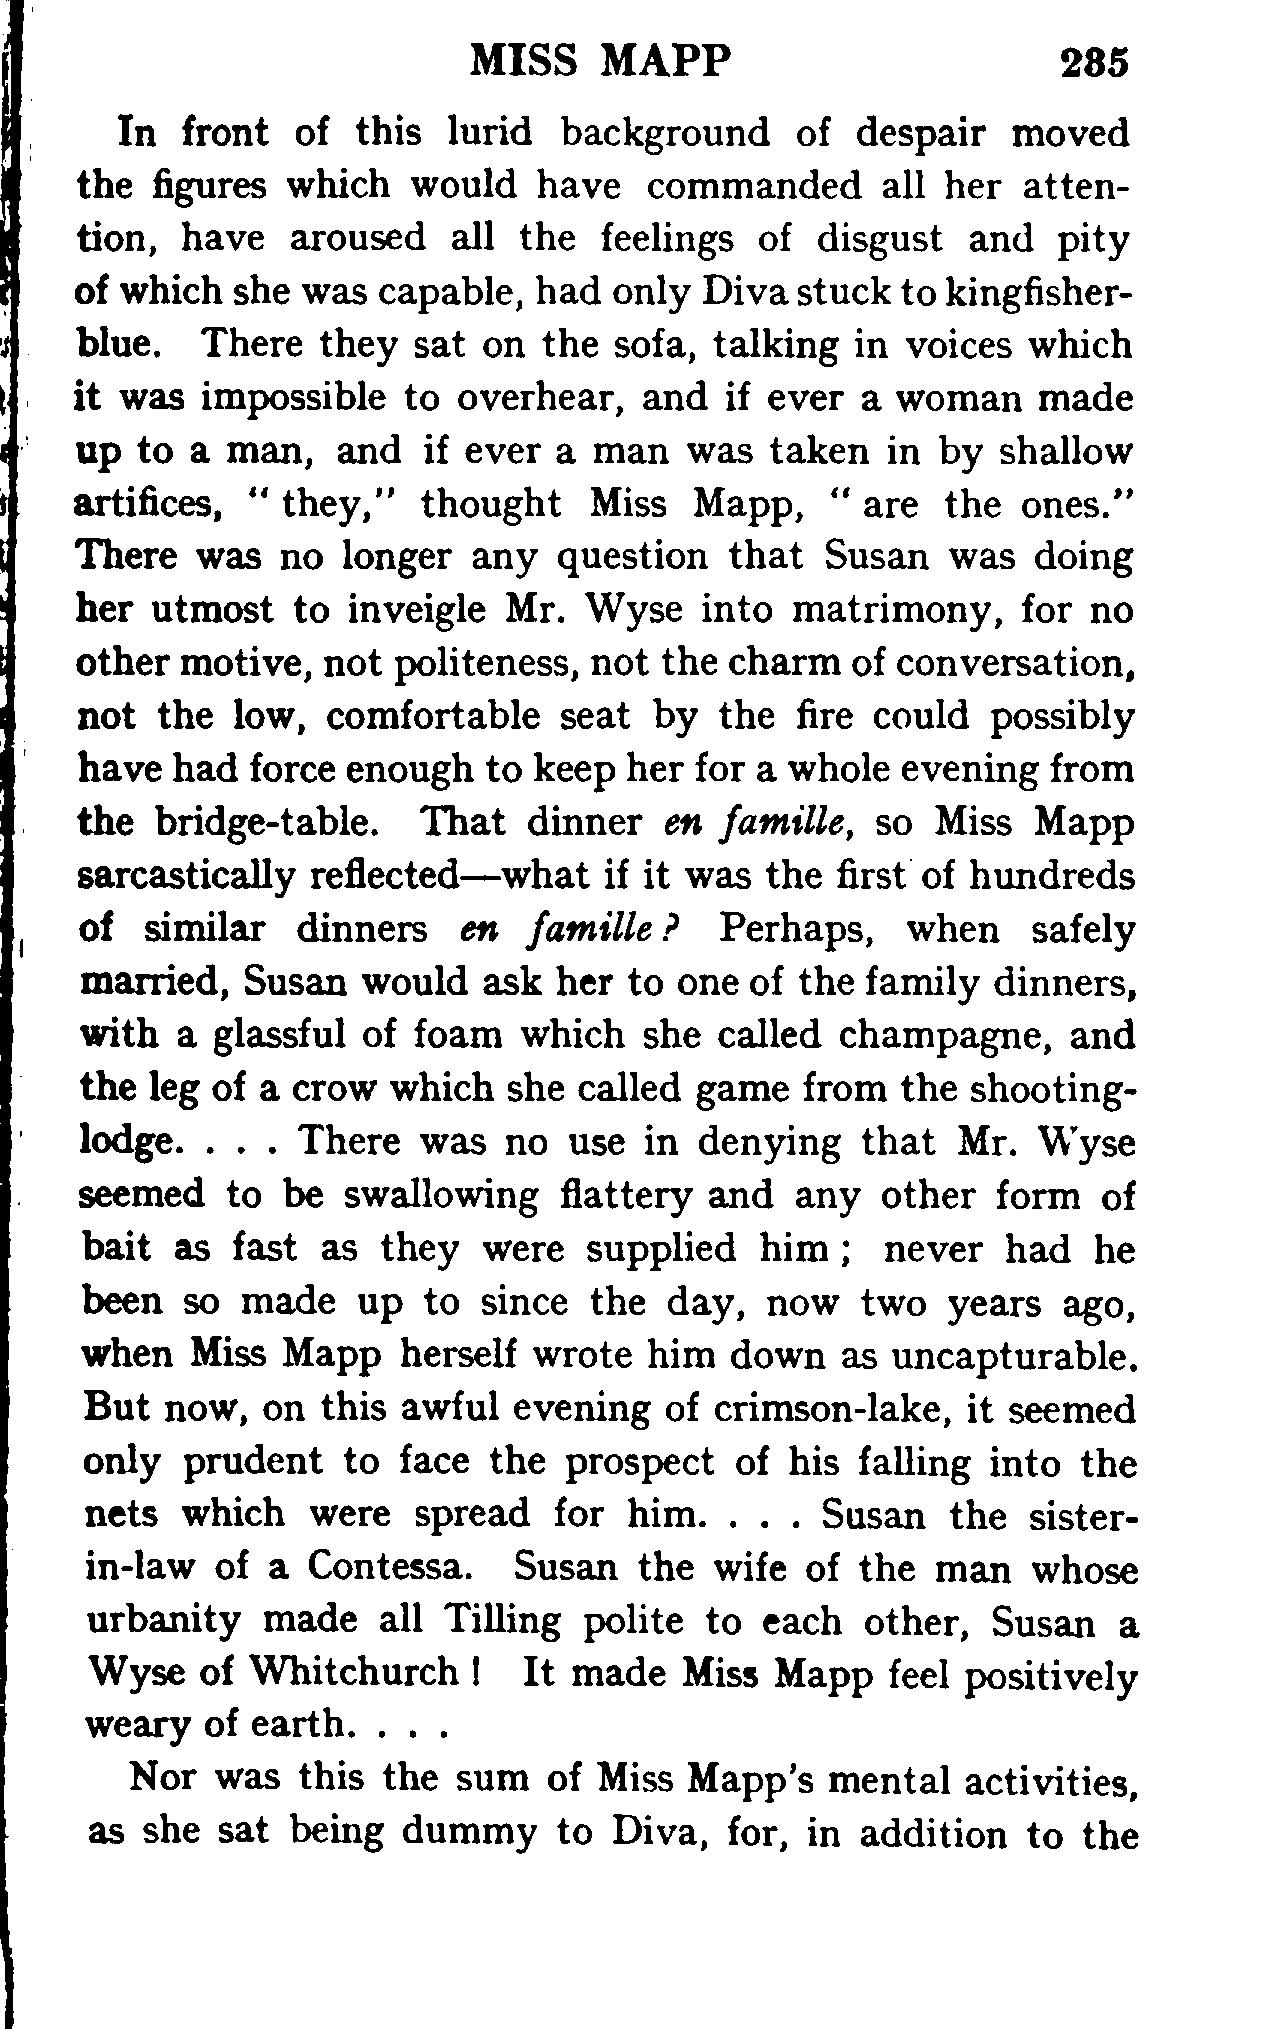 MISS MAPP 285
In front of this lurid background of despair moved
the figures which would have commanded all her atten-
tion, have aroused all the feelings of disgust and pity
of which she was capable, had only Diva stuck to kingfisher-
blue. There they sat on the sofa, talking in voices which
it was impossible to overhear, and if ever a woman made
up to a man, and if ever a man was taken in by shallow
artifices, " they," thought Miss Mapp, " are the ones."
There was no longer any question that Susan was doing
her utmost to inveigle Mr. Wyse into matrimony, for no
other motive, not politeness, not the charm of conversation,
not the low, comfortable seat by the fire could possibly
have had force enough to keep her for a whole evening from
the bridge-table. That dinner en famille, so Miss Mapp
sarcastically reflected—what if it was the first of hundreds
of similar dinners en famille ? Perhaps, when safely
married, Susan would ask her to one of the family dinners,
with a glassful of foam which she called champagne, and
the leg of a crow which she called game from the shooting-
lodge. . . . There was no use in denying that Mr. Wyse
seemed to be swallowing flattery and any other form of
bait as fast as they were supplied him ; never had he
been so made up to since the day, now two years ago,
when Miss Mapp herself wrote him down as uncapturable.
But now, on this awful evening of crimson-lake, it seemed
only prudent to face the prospect of his falling into the
nets which were spread for him. . . . Susan the sister-
in-law of a Contessa. Susan the wife of the man whose
urbanity made all Tilling polite to each other, Susan a
Wyse of Whitchurch ! It made Miss Mapp feel positively
weary of earth. . . .
Nor was this the sum of Miss Mapp's mental activities,
as she sat being dummy to Diva, for, in addition to the